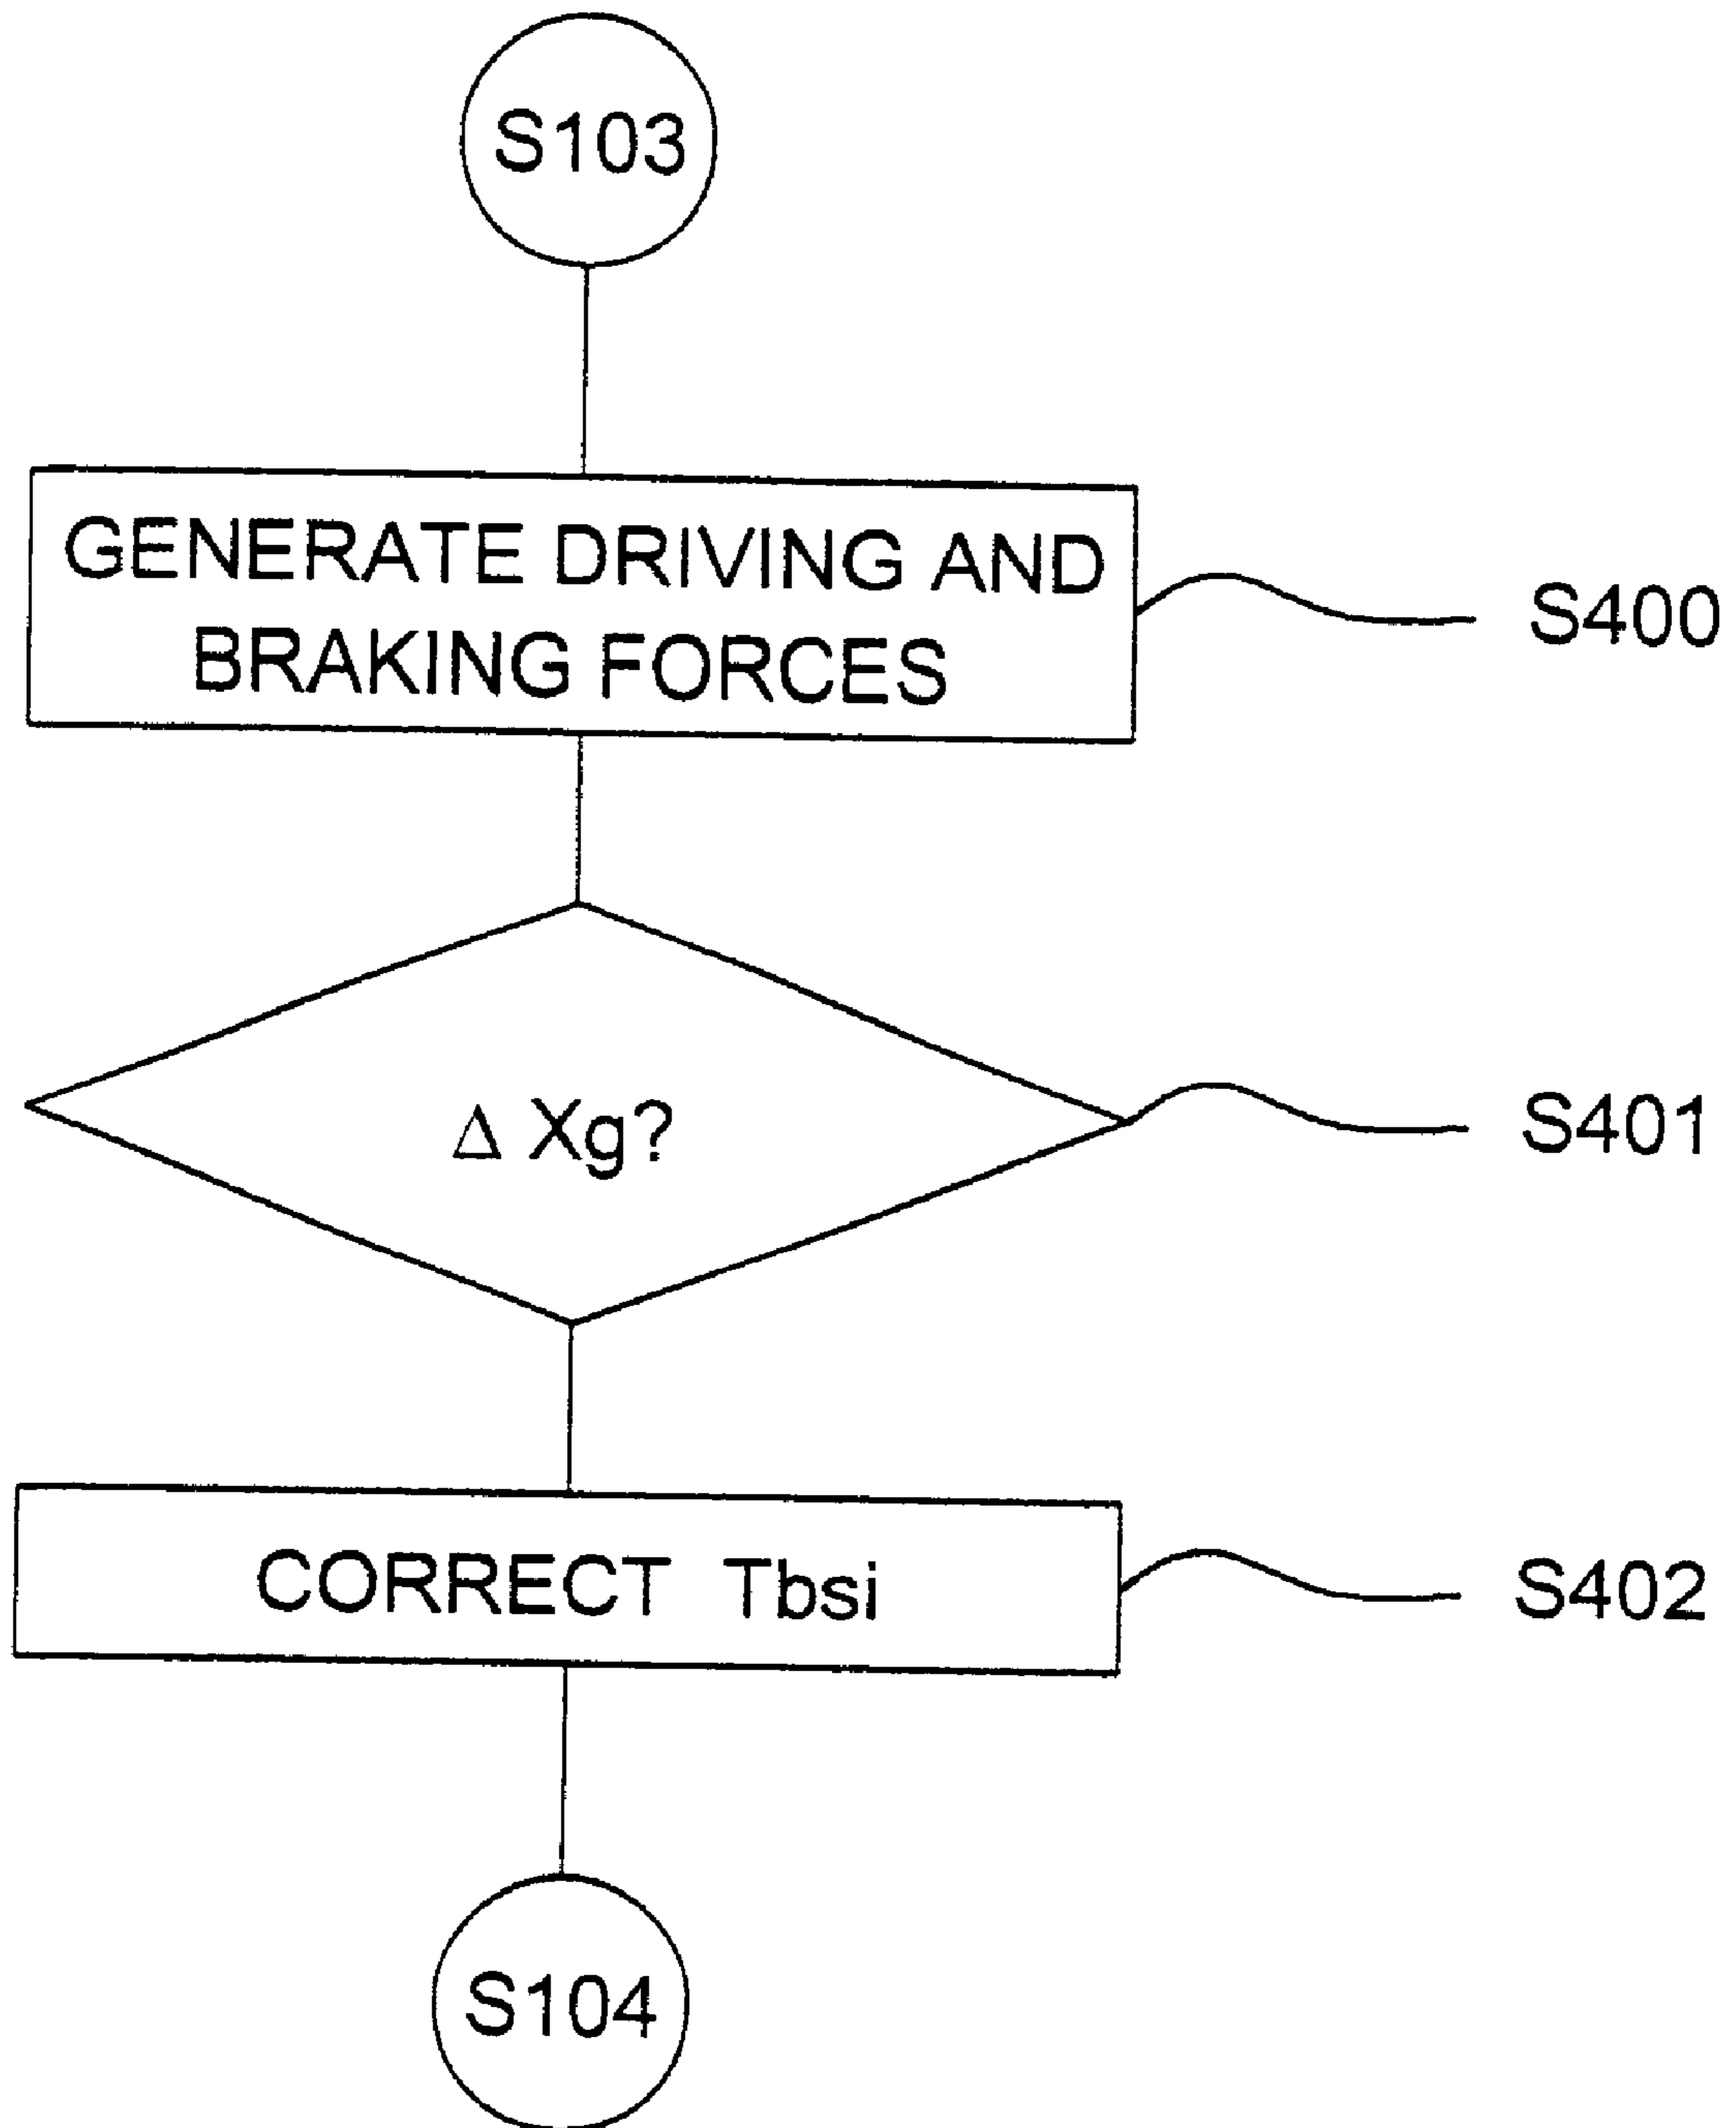 S103
GENERATE DRIVING AND
BRAKING FORCES
S400
Δ Xg?
S401
CORRECT Tbsi
S402
S104